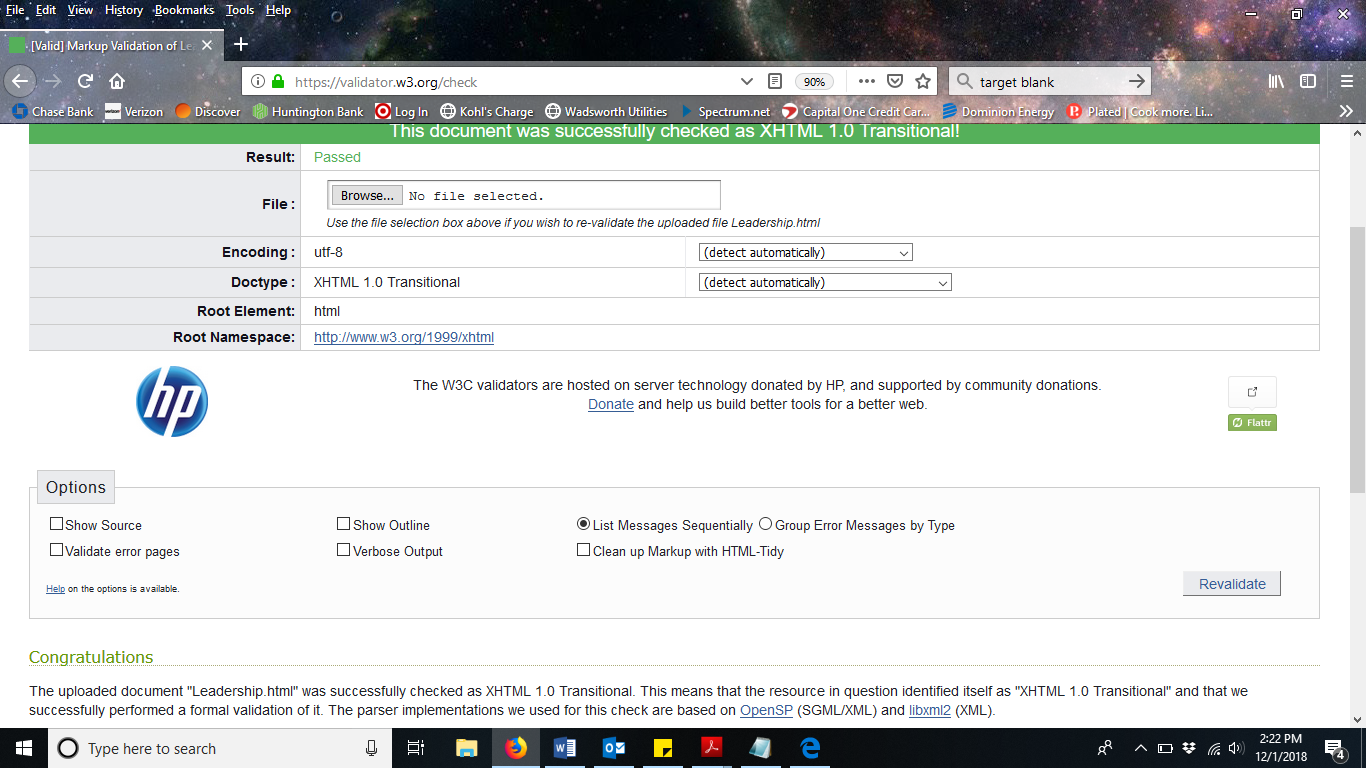 File Edit View History Bookmarks Tools Help
[Valid] Markup Validation of Le
https://validator.w3.org/check 90% target blank
Chase Bank Verizon Discover Huntington Bank Log In Kohl's Charge Wadsworth Utilities Spectrum.net Capital One Credit Car... Dominion Energy Plated | Cook more. Li...
This document was successfully checked as XHTML 1.0 Transitional!
Result: Passed
File : Browse... No file selected.
Use the file selection box above if you wish to re-validate the uploaded file Leadership.html
Encoding : utf-8 (detect automatically)
Doctype : XHTML 1.0 Transitional (detect automatically)
Root Element: html
Root Namespace: http://www.w3.org/1999/xhtml
hp
The W3C validators are hosted on server technology donated by HP, and supported by community donations.
Donate and help us build better tools for a better web.
Flattr
Options
Show Source Show Outline List Messages Sequentially Group Error Messages by Type
Validate error pages Verbose Output Clean up Markup with HTML-Tidy
Help on the options is available.
Revalidate
Congratulations
The uploaded document "Leadership.html" was successfully checked as XHTML 1.0 Transitional. This means that the resource in question identified itself as "XHTML 1.0 Transitional" and that we
successfully performed a formal validation of it. The parser implementations we used for this check are based on OpenSP (SGML/XML) and libxml2 (XML).
Type here to search
2:22 PM
12/1/2018
4